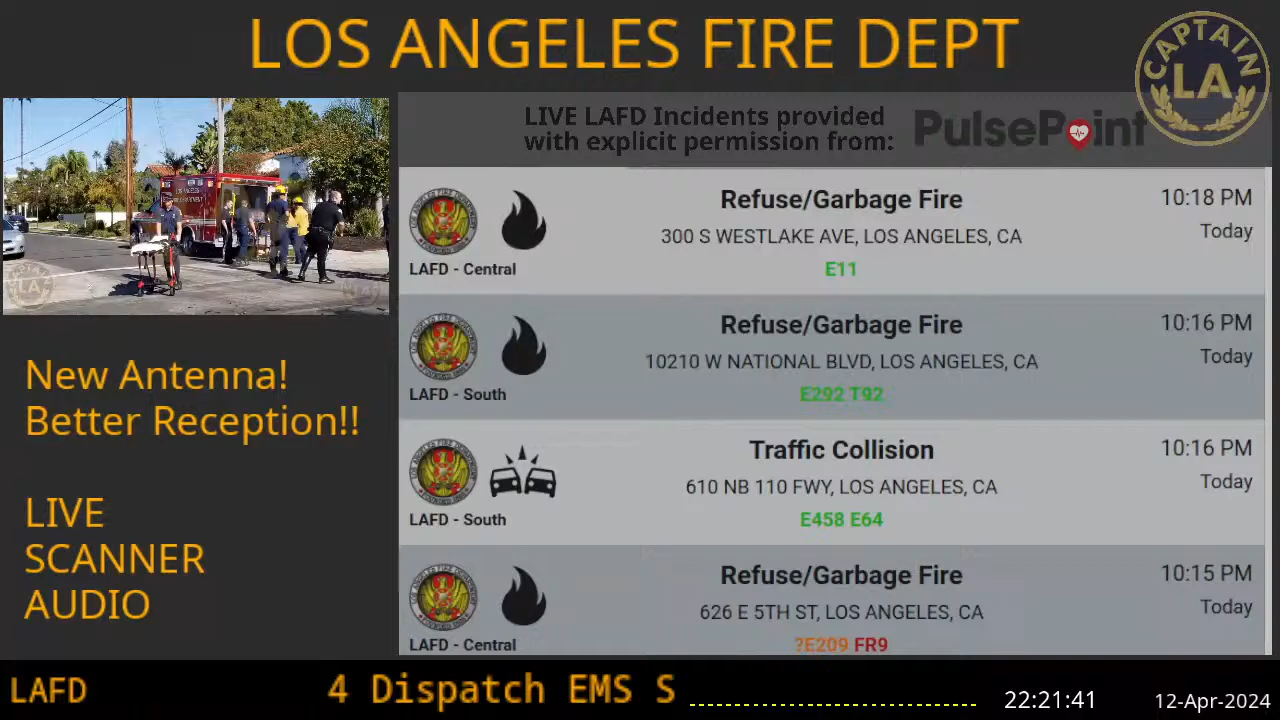 LOS ANGELES FIRE DEPT
CAPTAIN
LA
LIVE LAFD Incidents provided
with explicit permission from:
PulsePoint
Refuse/Garbage Fire
10:18 PM
300 S WESTLAKE AVE, LOS ANGELES, CA
Today
LAFD - Central
E11
Refuse/Garbage Fire
10:16 PM
10210 W NATIONAL BLVD, LOS ANGELES, CA
Today
LAFD - South
E292 T92
Traffic Collision
10:16 PM
610 NB 110 FWY, LOS ANGELES, CA
Today
LAFD - South
E458 E64
Refuse/Garbage Fire
10:15 PM
626 E 5TH ST, LOS ANGELES, CA
Today
LAFD - Central
?E209 FR9
New Antenna!
Better Reception!!
LIVE
SCANNER
AUDIO
LAFD
4 Dispatch EMS S
22:21:41
12-Apr-2024